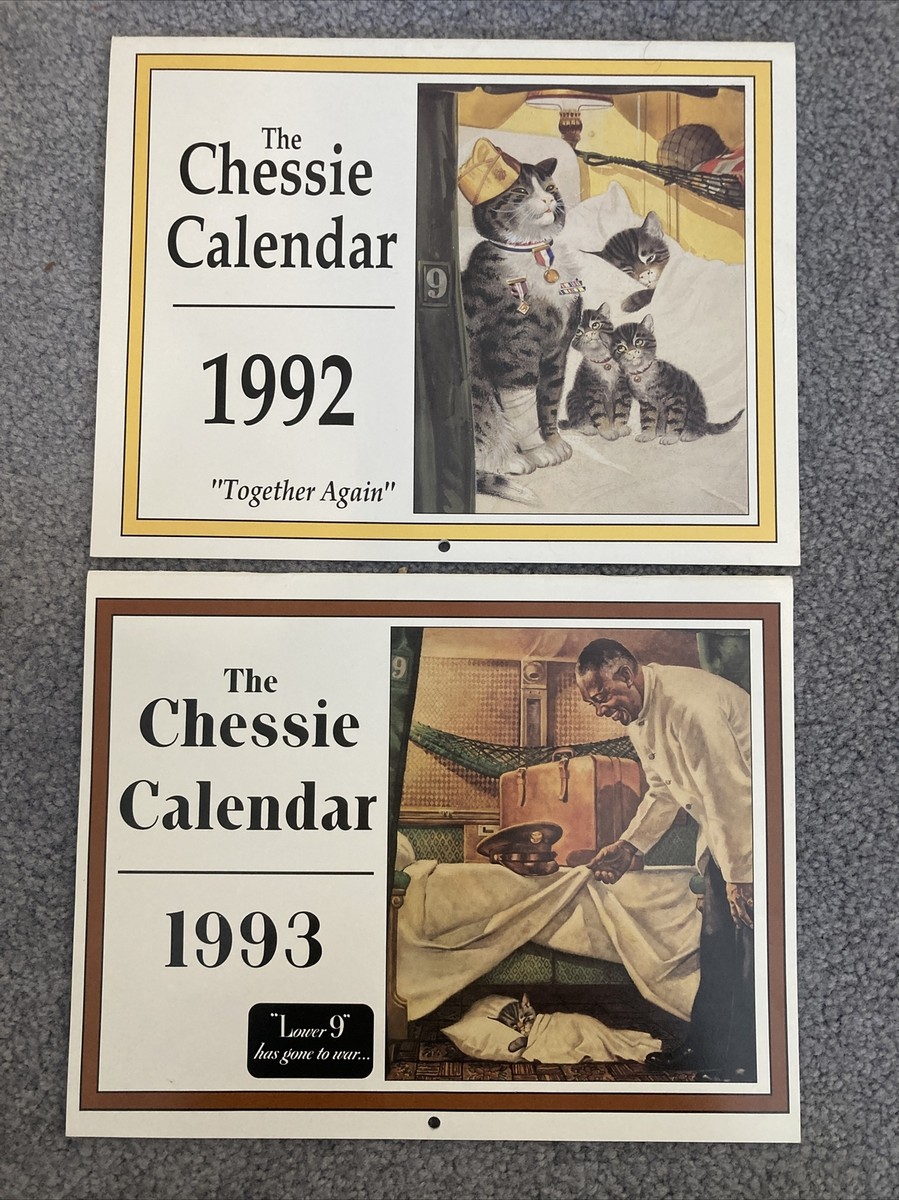 The
Chessie
Calendar
1992
"Together Again"
9
The
Chessie
Calendar
1993
"Lower 9"
has gone to war...
9